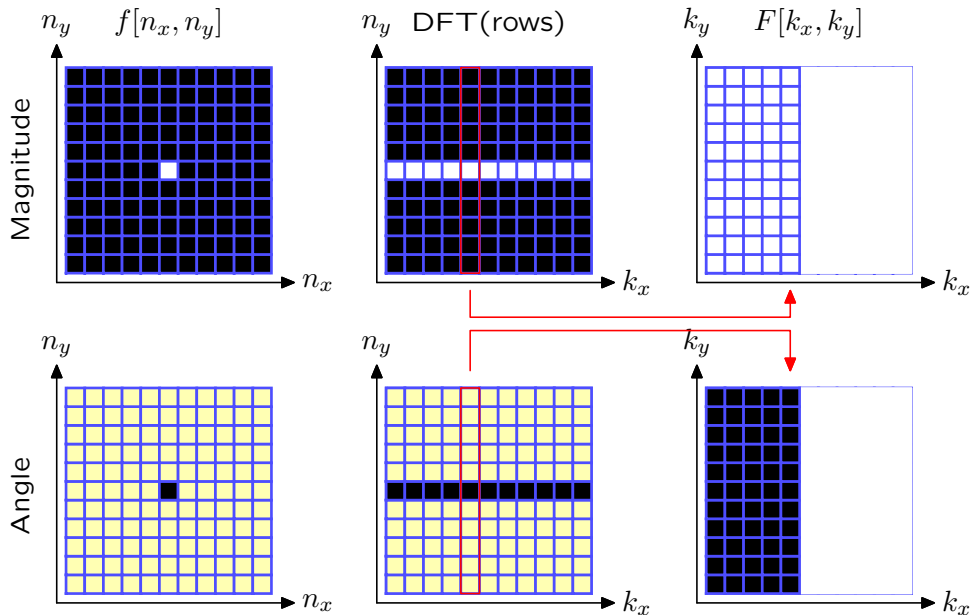 n_y f[n_x, n_y] n_y DFT(rows) k_y F[k_x, k_y]
Magnitude
n_x k_x k_x
n_y n_y k_y
Angle
n_x k_x k_x